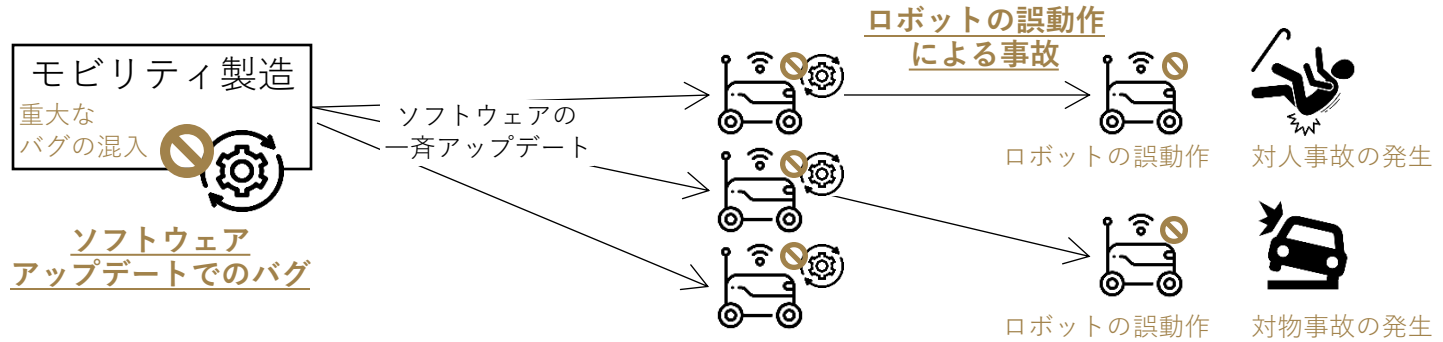 モビリティ製造
重大な
バグの混入
ソフトウェア
アップデートでのバグ
ソフトウェアの
一斉アップデート
ロボットの誤動作
による事故
ロボットの誤動作
対人事故の発生
ロボットの誤動作
対物事故の発生